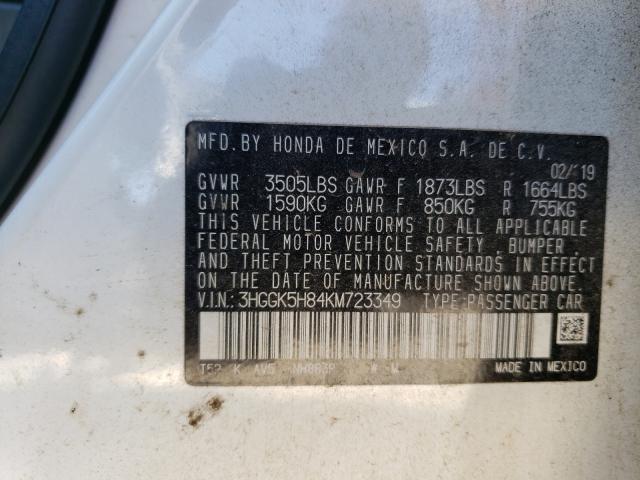 MFD.BY HONDA DE MEXICO S.A. DE C.V.
02/'19
GVWR 3505LBS GAWR F 1873LBS R 1664LBS
GVWR 1590KG GAWR F 850KG R 755KG
THIS VEHICLE CONFORMS TO ALL APPLICABLE
FEDERAL MOTOR VEHICLE SAFETY, BUMPER,
AND THEFT PREVENTION STANDARDS IN EFFECT
ON THE DATE OF MANUFACTURE SHOWN ABOVE.
V.I.N.: 3HGGK5H84KM723349 TYPE:PASSENGER CAR
K W MADE IN MEXICO